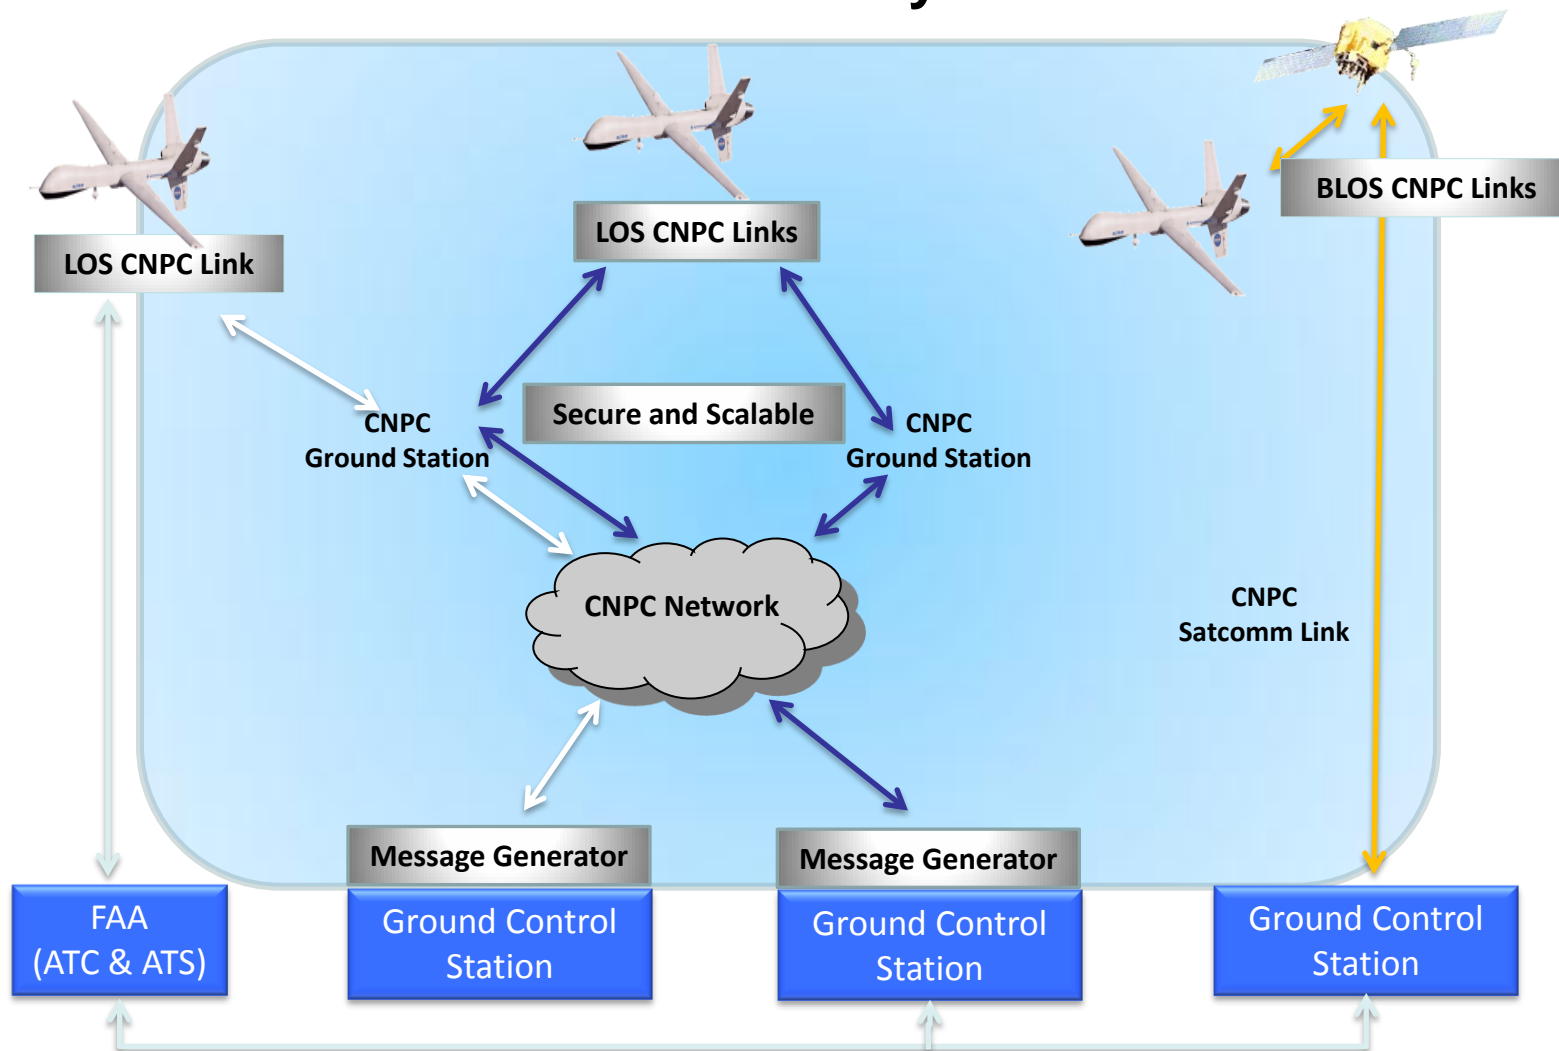 BLOS CNPC Links
LOS CNPC Links
LOS CNPC Link
Secure and Scalable
CNPC
Ground Station
CNPC
Ground Station
CNPC Network
CNPC
Satcomm Link
Message Generator
Message Generator
FAA
(ATC & ATS)
Ground Control
Station
Ground Control
Station
Ground Control
Station